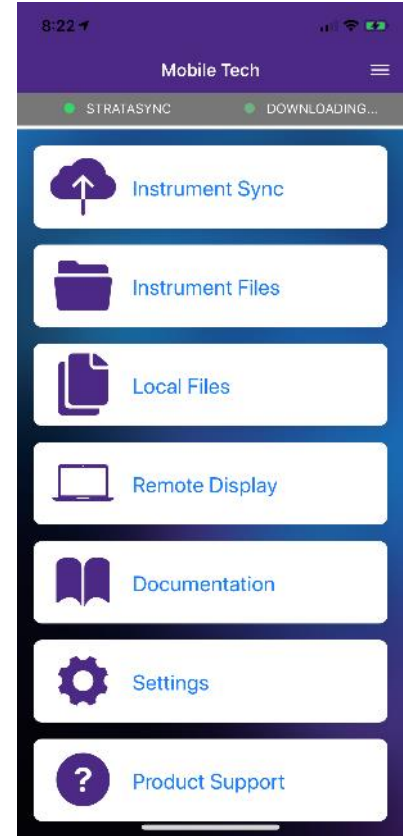 8:22
Mobile Tech
STRATASYNC DOWNLOADING...
Instrument Sync
Instrument Files
Local Files
Remote Display
Documentation
Settings
? Product Support